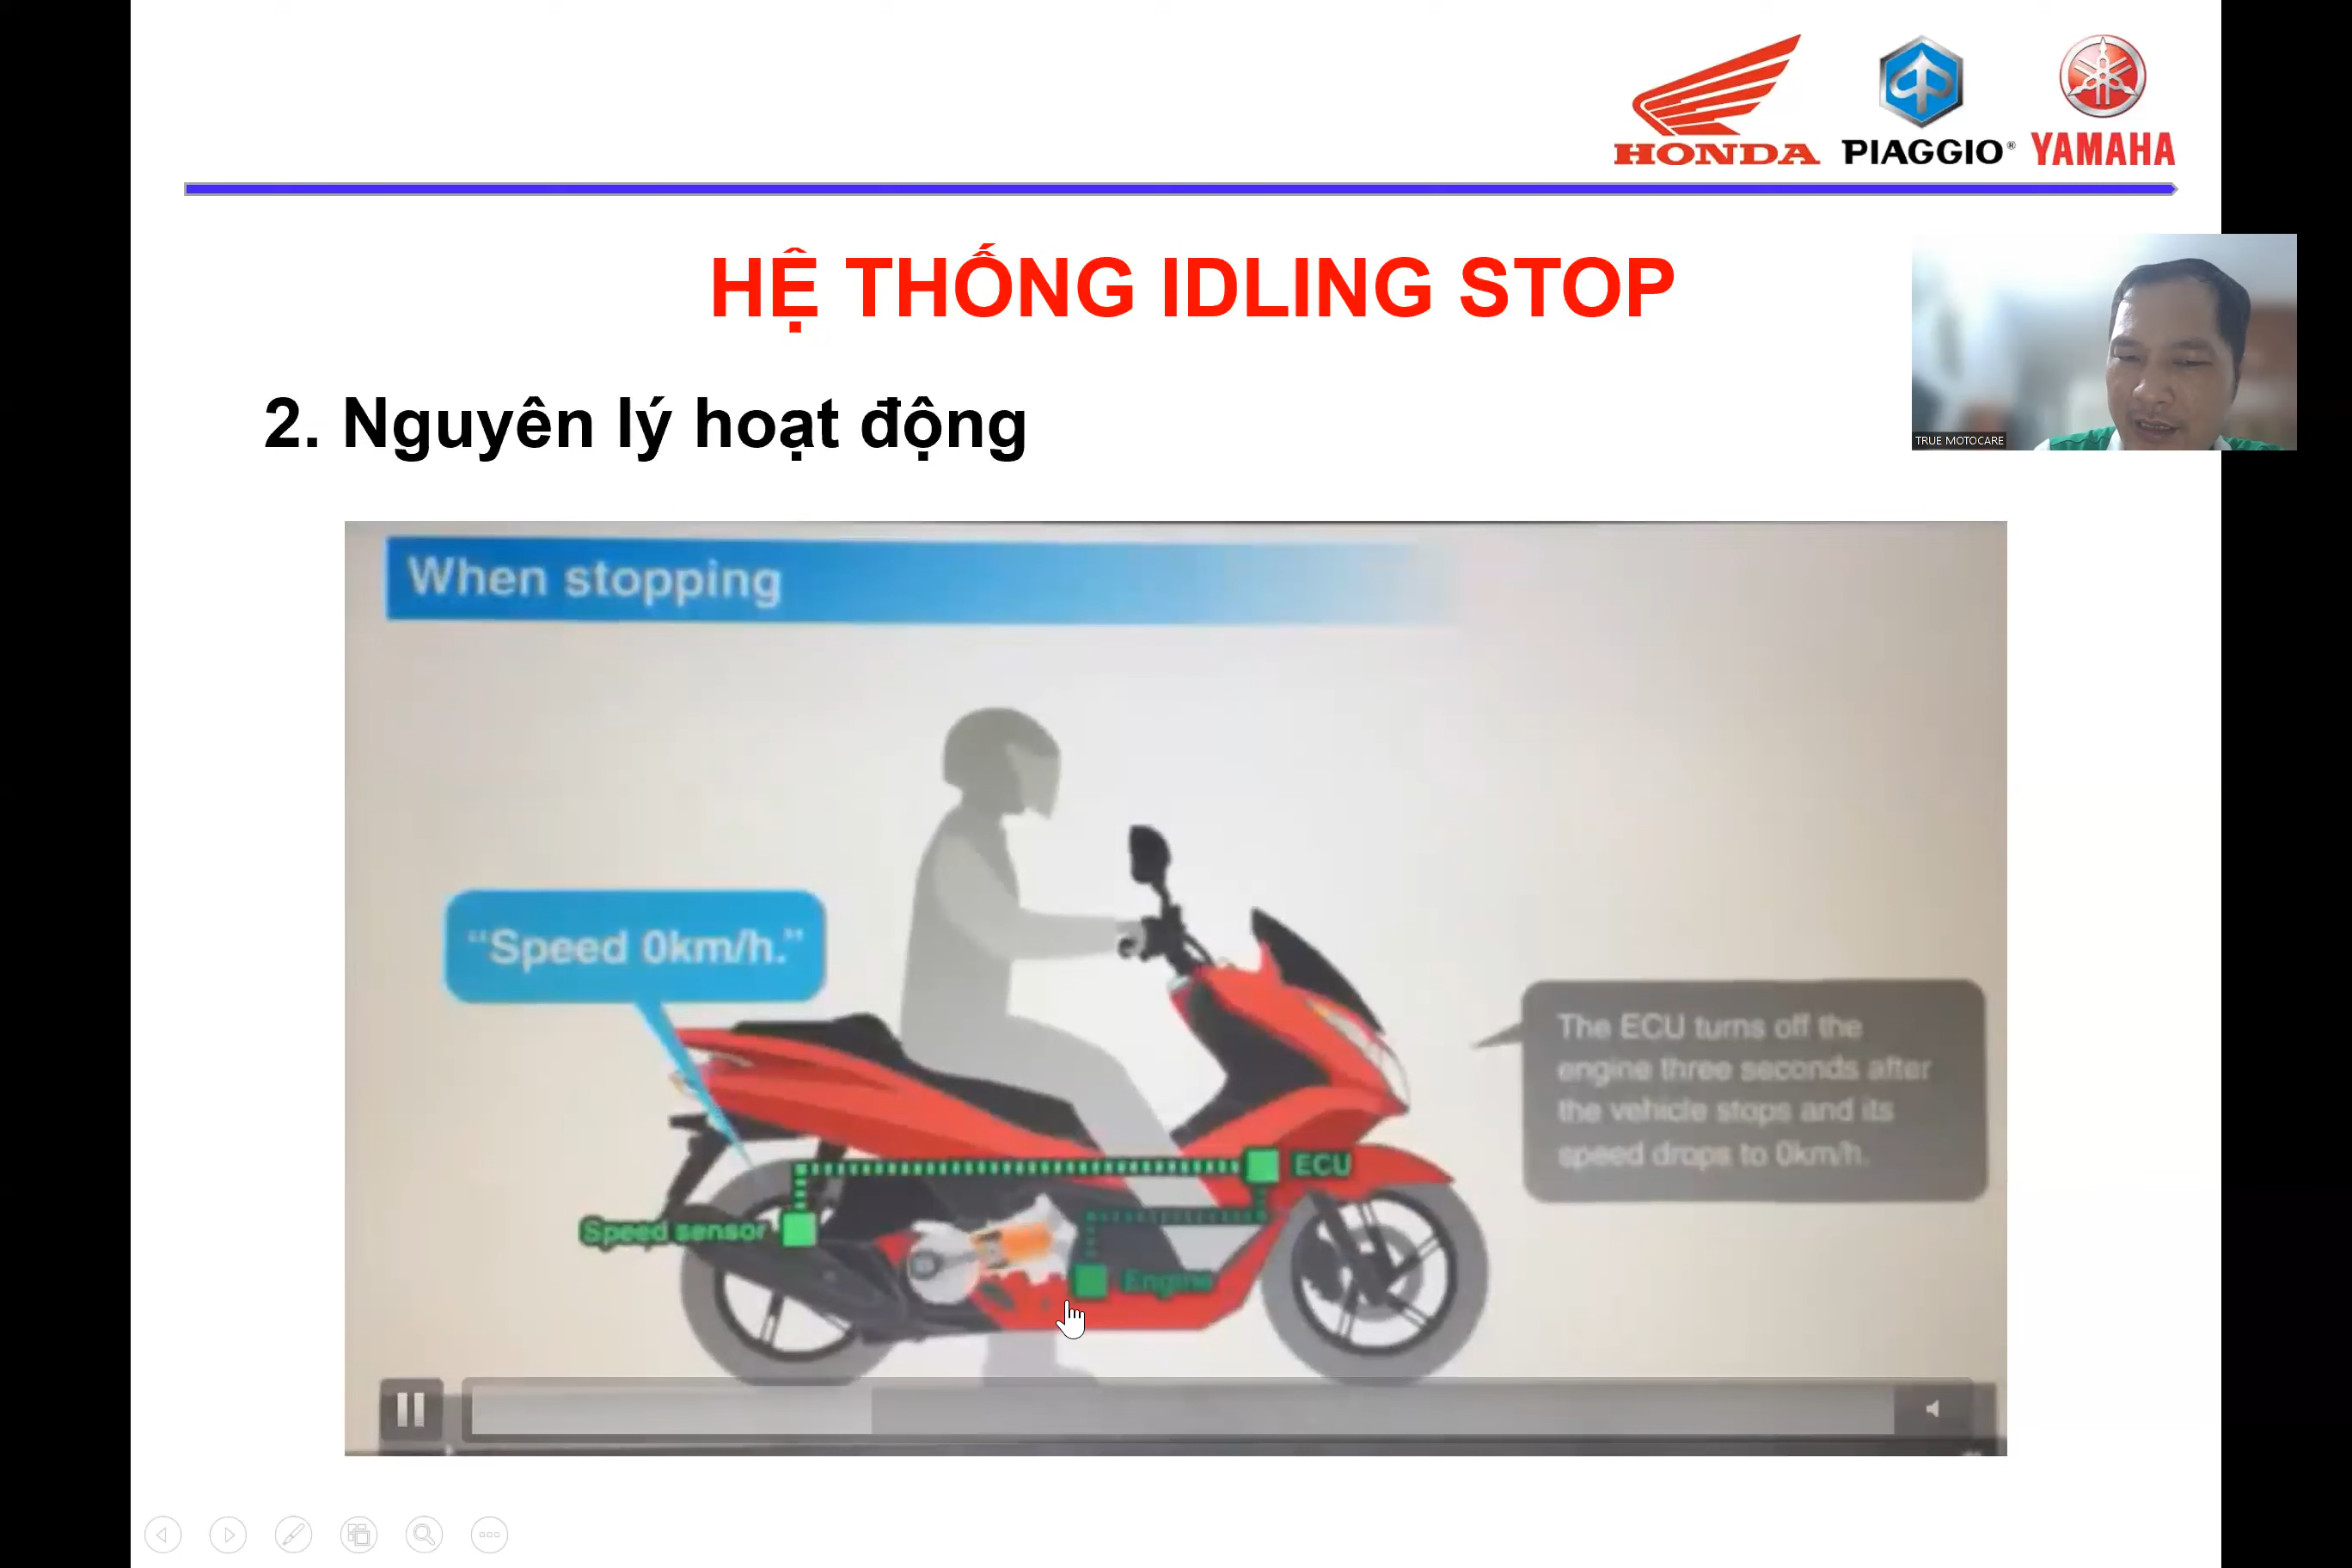 HONDA
PIAGGIO®
YAMAHA
HỆ THỐNG IDLING STOP
TRUE MOTOCARE
2. Nguyên lý hoạt động
When stopping
“Speed 0km/h.”
The ECU turns off the
engine three seconds after
the vehicle stops and its
speed drops to 0km/h.
ECU
Speed sensor
Engine